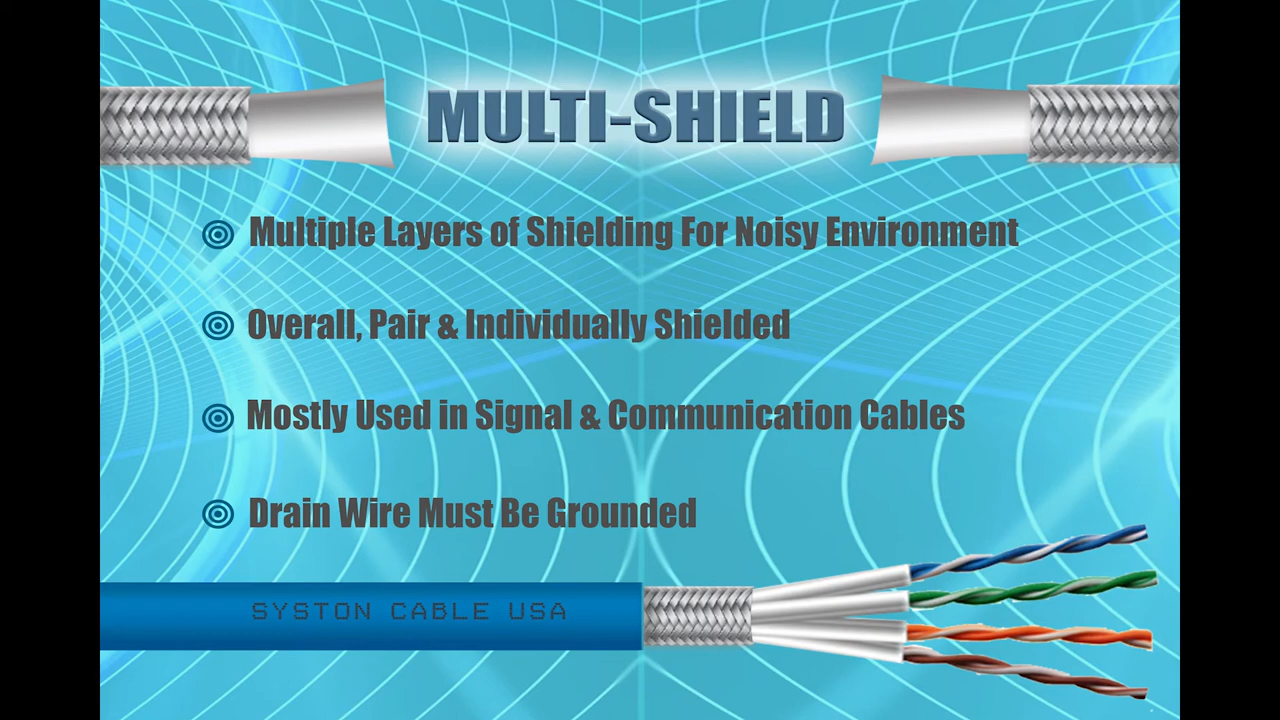 MULTI-SHIELD
Multiple Layers of Shielding For Noisy Environment
Overall, Pair & Individually Shielded
Mostly Used in Signal & Communication Cables
Drain Wire Must Be Grounded
SYSTON CABLE USA